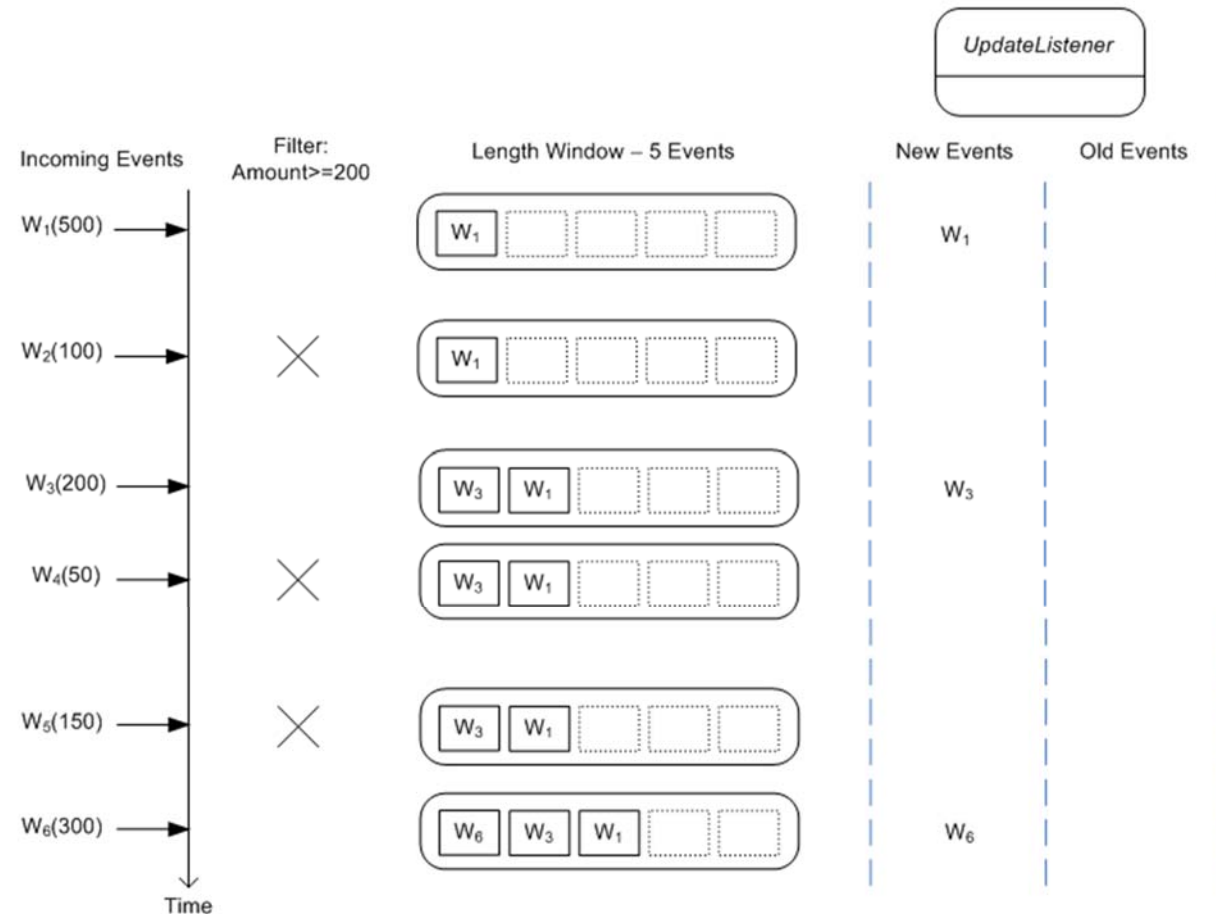 UpdateListener
Incoming Events
Filter:
Amount>=200
Length Window – 5 Events
New Events
Old Events
W₁(500)
W₁
W₁
W₂(100)
W₁
W₃(200)
W₃ W₁
W₃
W₄(50)
W₃ W₁
W₅(150)
W₃ W₁
W₆(300)
W₆ W₃ W₁
W₆
Time